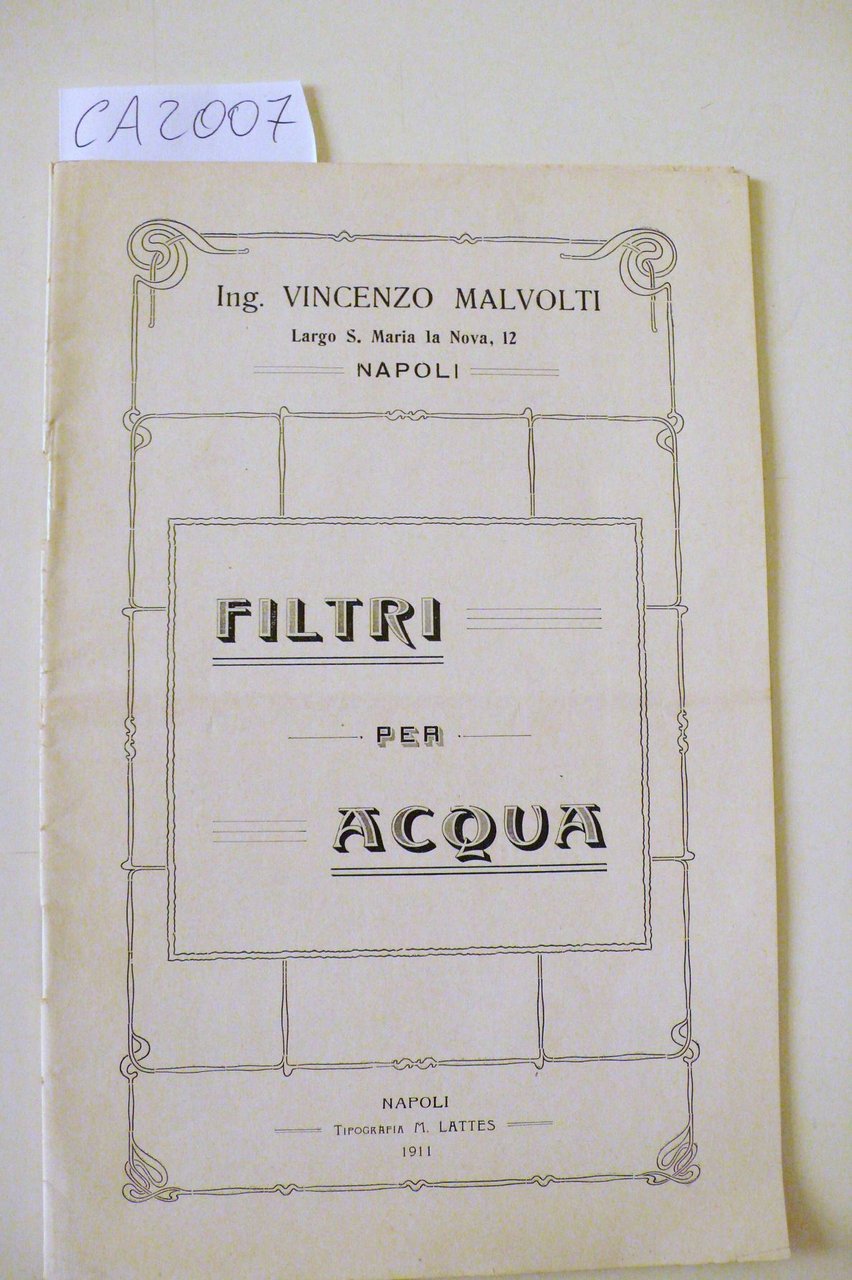 CA2007
Ing. VINCENZO MALVOLTI
Largo S. Maria la Nova, 12
NAPOLI
FILTRI
PER
ACQUA
NAPOLI
TIPOGRAFIA M. LATTES
1911